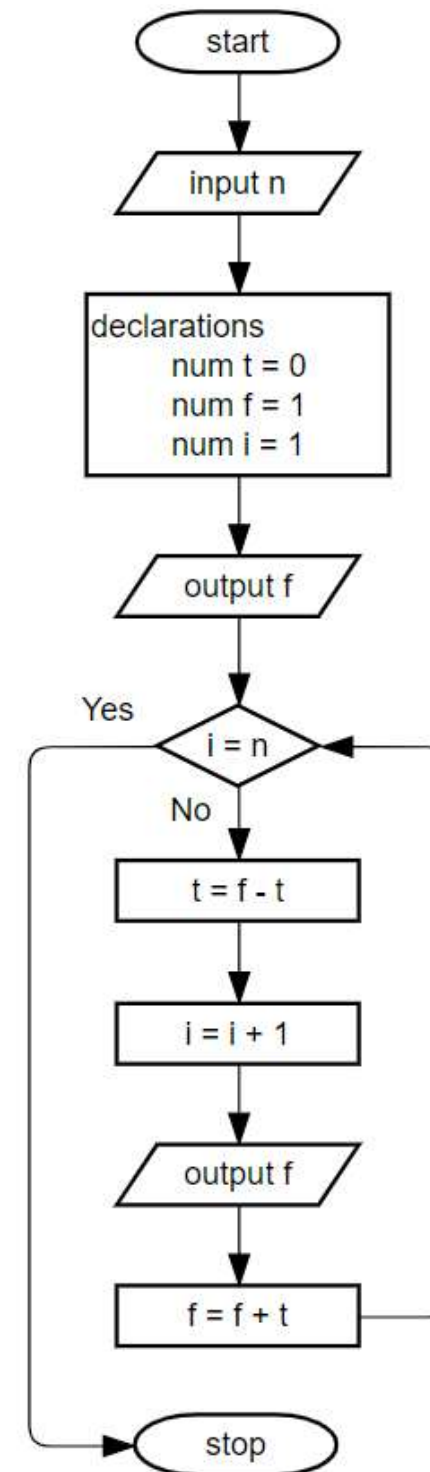 start
input n
declarations
num t = 0
num f = 1
num i = 1
output f
Yes
i = n
No
t = f - t
i = i + 1
output f
f = f + t
stop